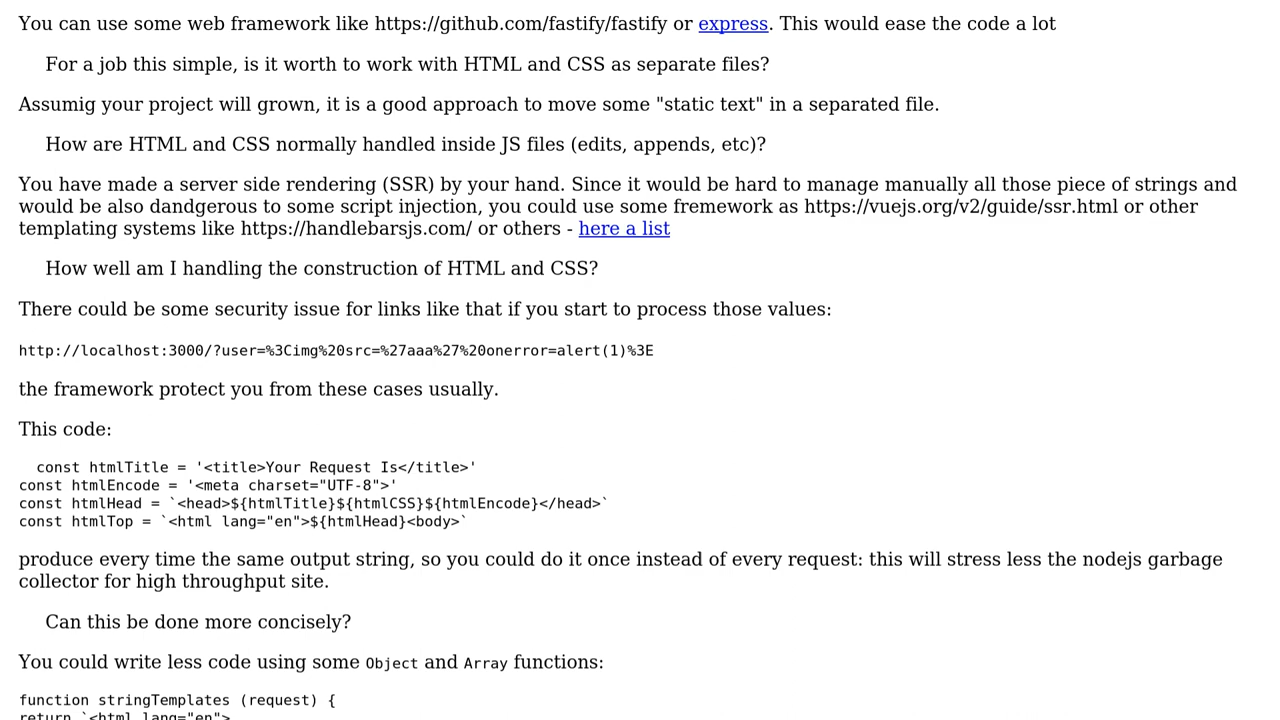 You can use some web framework like https://github.com/fastify/fastify or express. This would ease the code a lot
For a job this simple, is it worth to work with HTML and CSS as separate files?
Assumig your project will grown, it is a good approach to move some "static text" in a separated file.
How are HTML and CSS normally handled inside JS files (edits, appends, etc)?
You have made a server side rendering (SSR) by your hand. Since it would be hard to manage manually all those piece of strings and
would be also dandgerous to some script injection, you could use some fremework as https://vuejs.org/v2/guide/ssr.html or other
templating systems like https://handlebarsjs.com/ or others - here a list
How well am I handling the construction of HTML and CSS?
There could be some security issue for links like that if you start to process those values:
http://localhost:3000/?user=%3Cimg%20src=%27aaa%27%20onerror=alert(1)%3E
the framework protect you from these cases usually.
This code:
const htmlTitle = '<title>Your Request Is</title>'
const htmlEncode = '<meta charset="UTF-8">'
const htmlHead = `<head>${htmlTitle}${htmlCSS}${htmlEncode}</head>`
const htmlTop = `<html lang="en">${htmlHead}<body>`
produce every time the same output string, so you could do it once instead of every request: this will stress less the nodejs garbage
collector for high throughput site.
Can this be done more concisely?
You could write less code using some Object and Array functions:
function stringTemplates (request) {
return `<html lang="en">